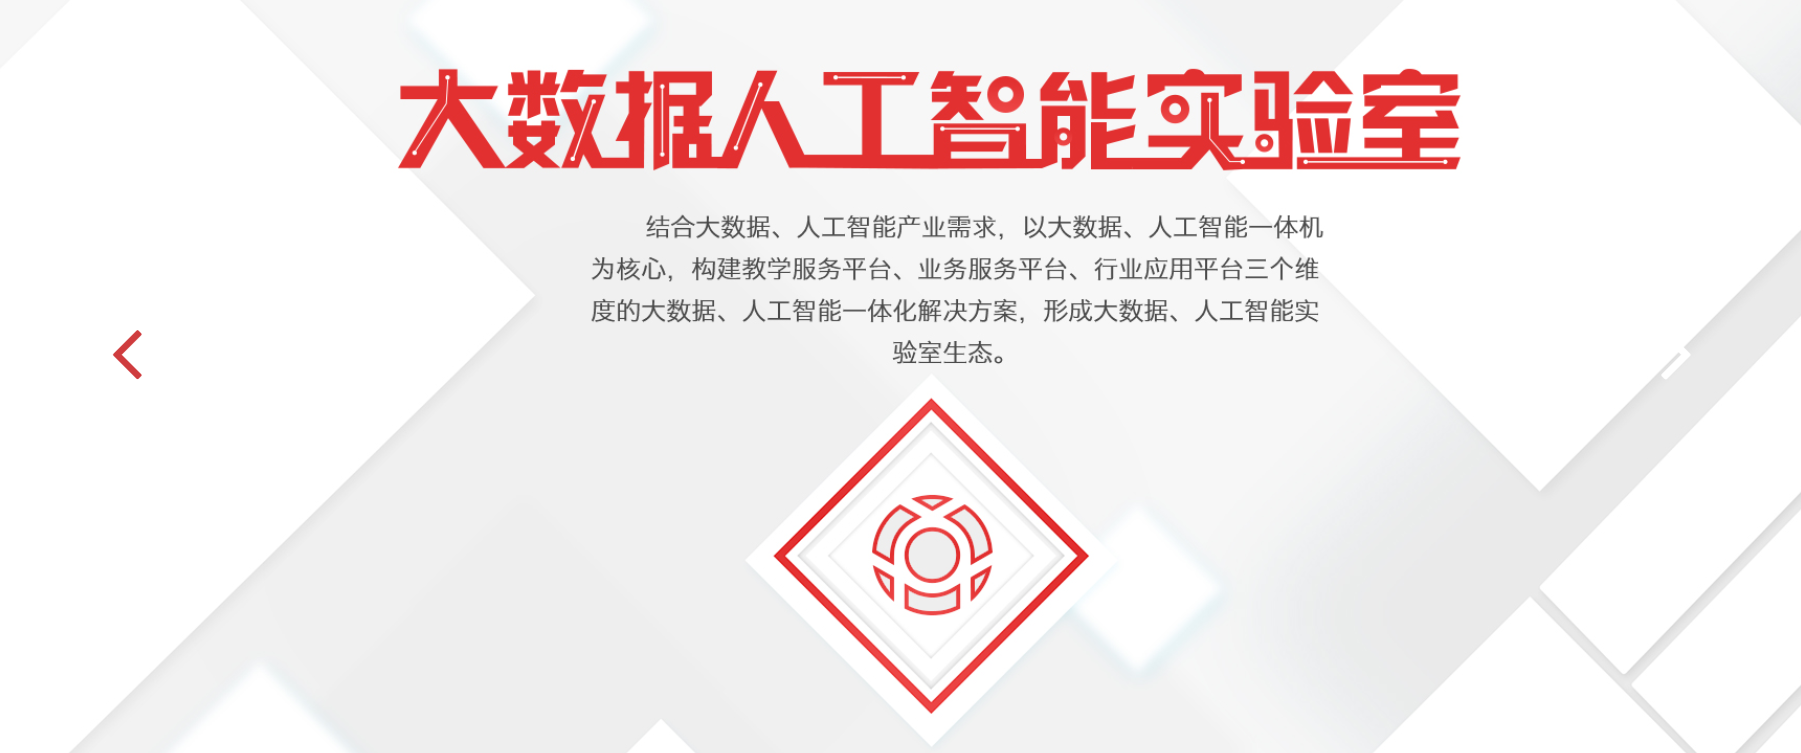 大数据人工智能实验室
结合大数据、人工智能产业需求，以大数据、人工智能一体机
为核心，构建教学服务平台、业务服务平台、行业应用平台三个维
度的大数据、人工智能一体化解决方案，形成大数据、人工智能实
验室生态。